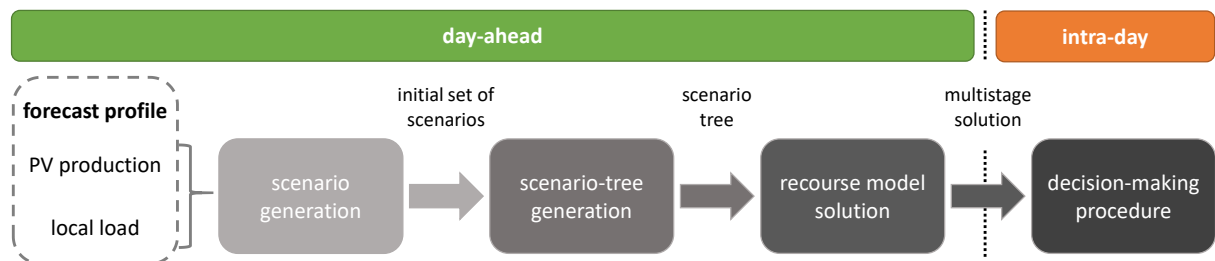 day-ahead
intra-day
forecast profile
PV production
local load
scenario
generation
initial set of
scenarios
scenario-tree
generation
scenario
tree
recourse model
solution
multistage
solution
decision-making
procedure